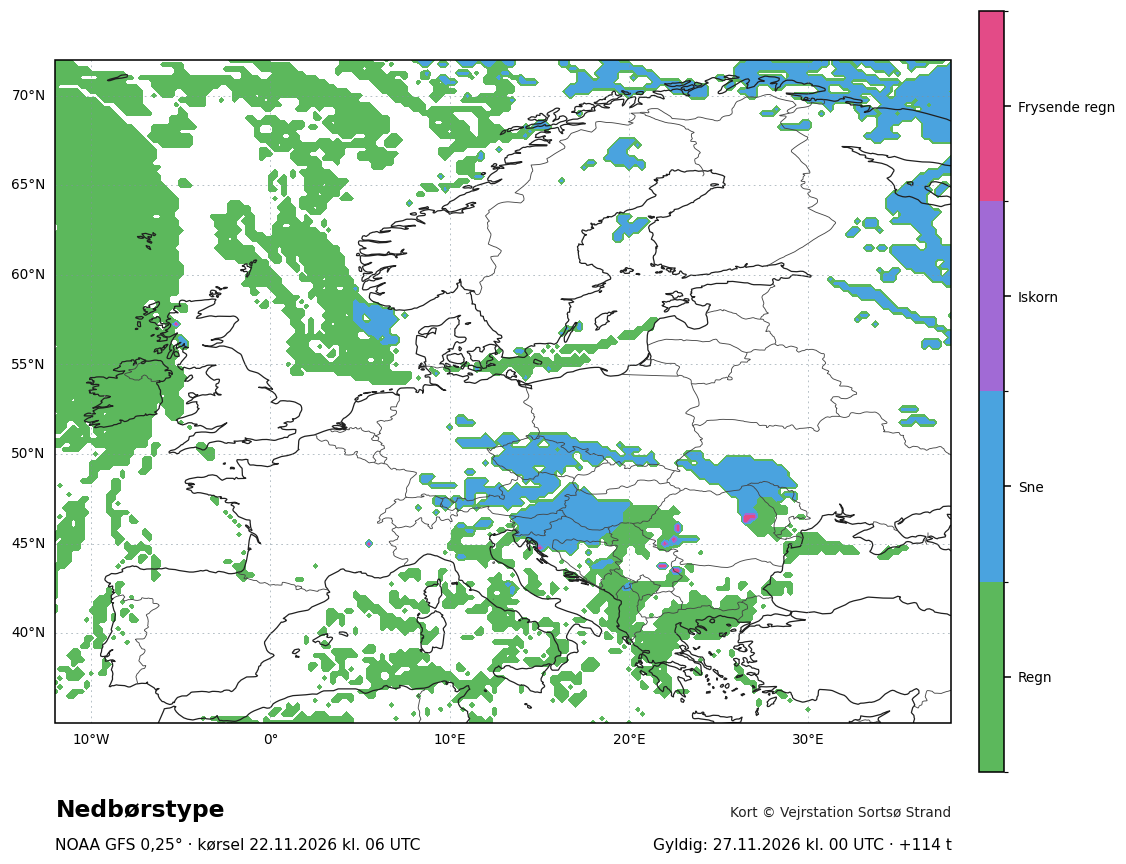 70°N
65°N
60°N
55°N
50°N
45°N
40°N
10°W
0°
10°E
20°E
30°E
Frysende regn
Iskorn
Sne
Regn
Nedbørstype
Kort © Vejrstation Sortsø Strand
NOAA GFS 0,25° · kørsel 22.11.2026 kl. 06 UTC
Gyldig: 27.11.2026 kl. 00 UTC · +114 t